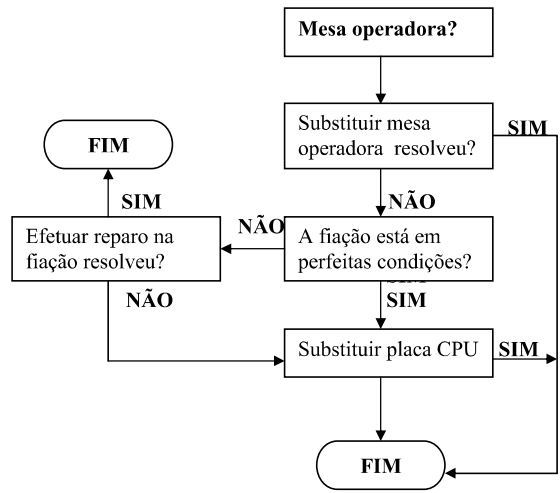 Mesa operadora?
Substituir mesa
operadora resolveu?
SIM
FIM
NÃO
SIM
NÃO
Efetuar reparo na
fiação resolveu?
A fiação está em
perfeitas condições?
NÃO
SIM
Substituir placa CPU
SIM
FIM